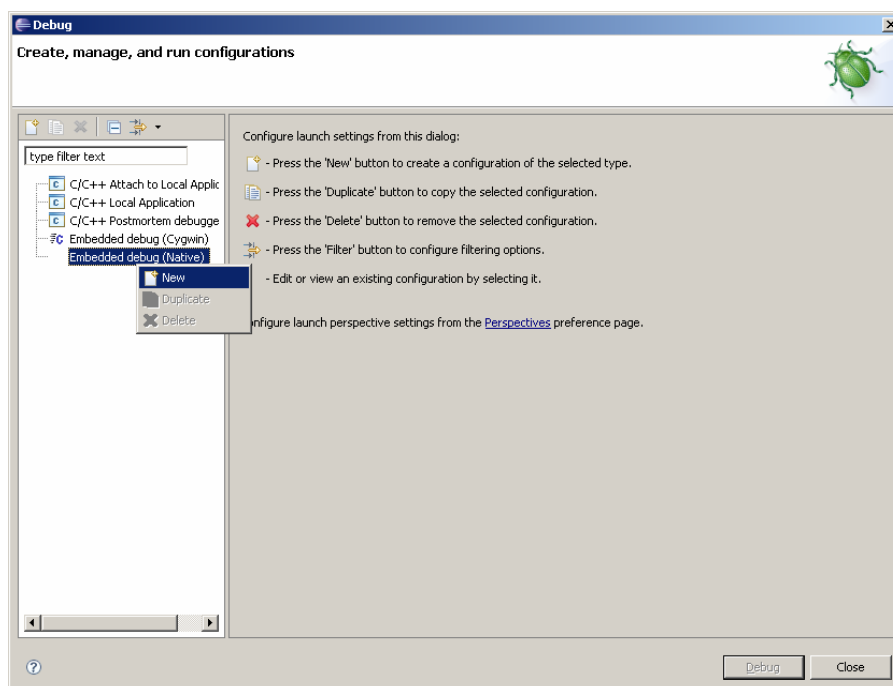 Debug
Create, manage, and run configurations
type filter text
C/C++ Attach to Local Applic
C/C++ Local Application
C/C++ Postmortem debugge
Embedded debug (Cygwin)
Embedded debug (Native)
New
Duplicate
Delete
Configure launch settings from this dialog:
- Press the 'New' button to create a configuration of the selected type.
- Press the 'Duplicate' button to copy the selected configuration.
- Press the 'Delete' button to remove the selected configuration.
- Press the 'Filter' button to configure filtering options.
- Edit or view an existing configuration by selecting it.
onfigure launch perspective settings from the Perspectives preference page.
Debug
Close